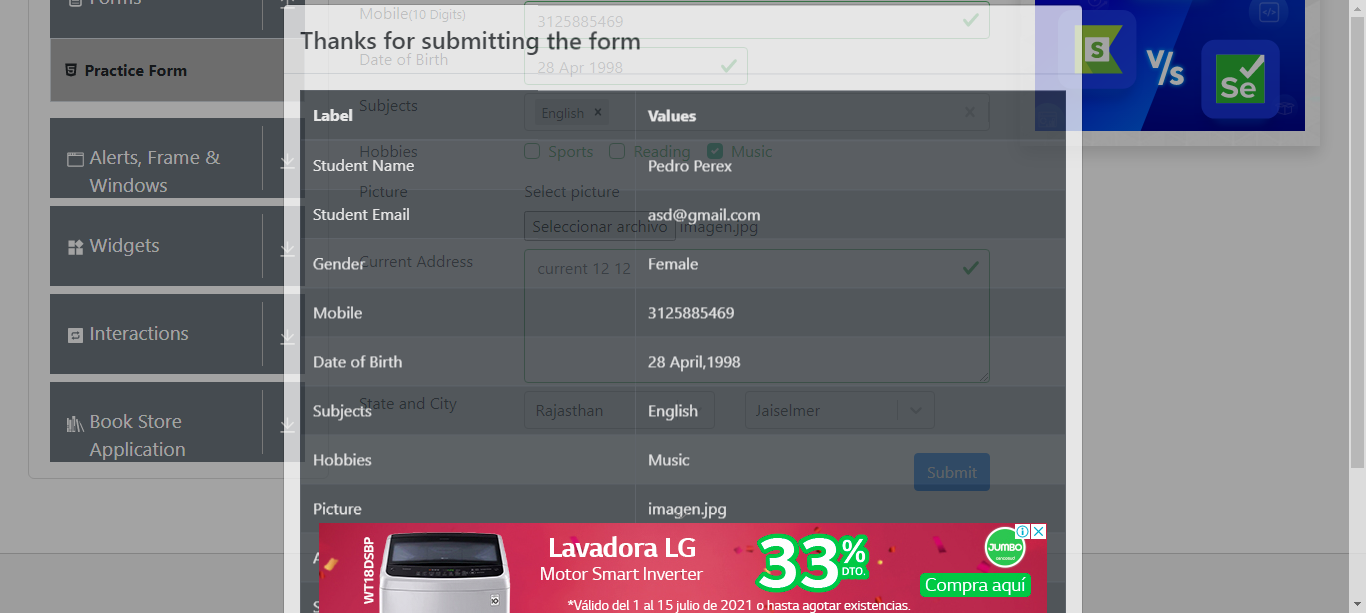 Forms
Practice Form
Alerts, Frame &
Windows
Widgets
Interactions
Book Store
Application
Mobile(10 Digits)
3125885469
Thanks for submitting the form
Date of Birth
28 Apr 1998
Subjects
English ×
Hobbies
Sports Reading Music
Picture
Select picture
Seleccionar archivo imagen.jpg
Current Address
current 12 12
State and City
Rajasthan
Jaiselmer
Submit
Label Values
Student Name Pedro Perex
Student Email asd@gmail.com
Gender Female
Mobile 3125885469
Date of Birth 28 April,1998
Subjects English
Hobbies Music
Picture imagen.jpg
S
V/s
Se
WT18DSBP
Lavadora LG
Motor Smart Inverter
33%
DTO.
*Válido del 1 al 15 julio de 2021 o hasta agotar existencias.
JUMBO
Compra aquí